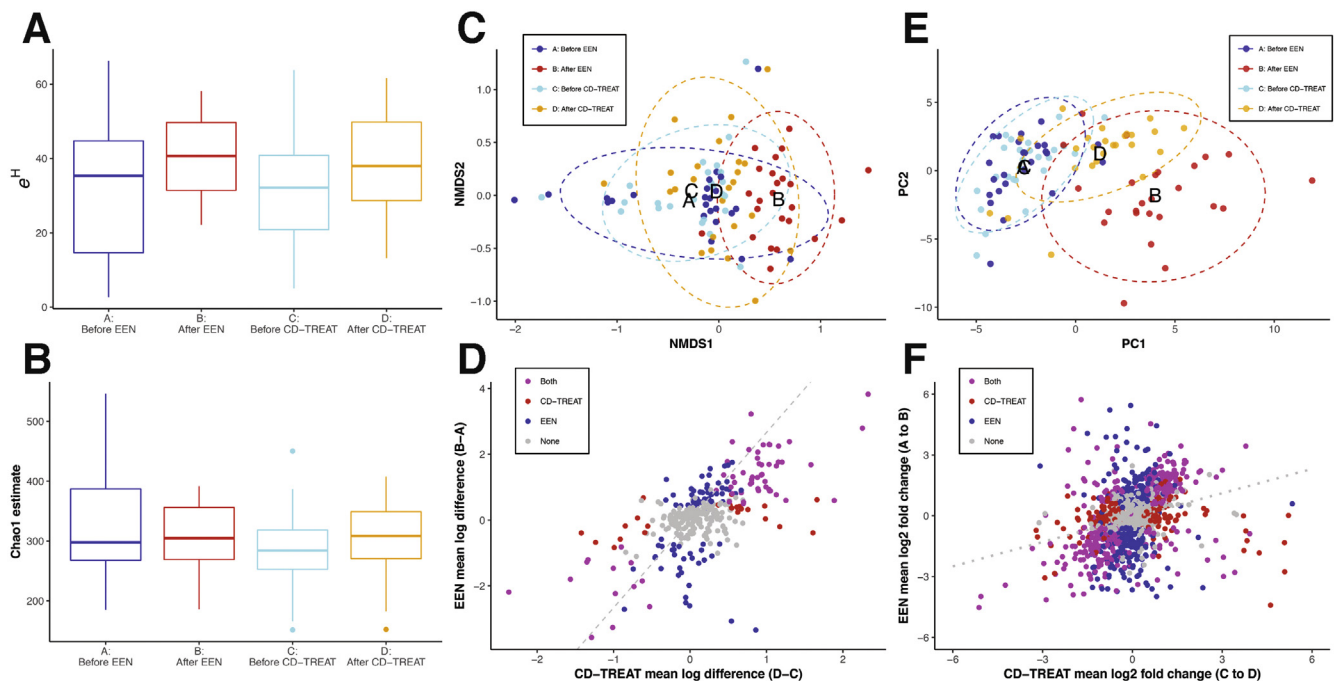 A
60
40
20
0
e^H
A:
Before EEN
B:
After EEN
C:
Before CD−TREAT
D:
After CD−TREAT
B
500
400
300
200
Chao1 estimate
A:
Before EEN
B:
After EEN
C:
Before CD−TREAT
D:
After CD−TREAT
C
A: Before EEN
B: After EEN
C: Before CD−TREAT
D: After CD−TREAT
1.0
0.5
0.0
−0.5
−1.0
NMDS2
C
D
A
B
−2
−1
0
1
NMDS1
D
Both
CD−TREAT
EEN
None
4
2
0
−2
EEN mean log difference (B−A)
−2
−1
0
1
2
CD−TREAT mean log difference (D−C)
E
A: Before EEN
B: After EEN
C: Before CD−TREAT
D: After CD−TREAT
5
0
−5
−10
PC2
C
A
D
B
−5
0
5
10
PC1
F
Both
CD−TREAT
EEN
None
6
3
0
−3
−6
EEN mean log2 fold change (A to B)
−6
−3
0
3
6
CD−TREAT mean log2 fold change (C to D)